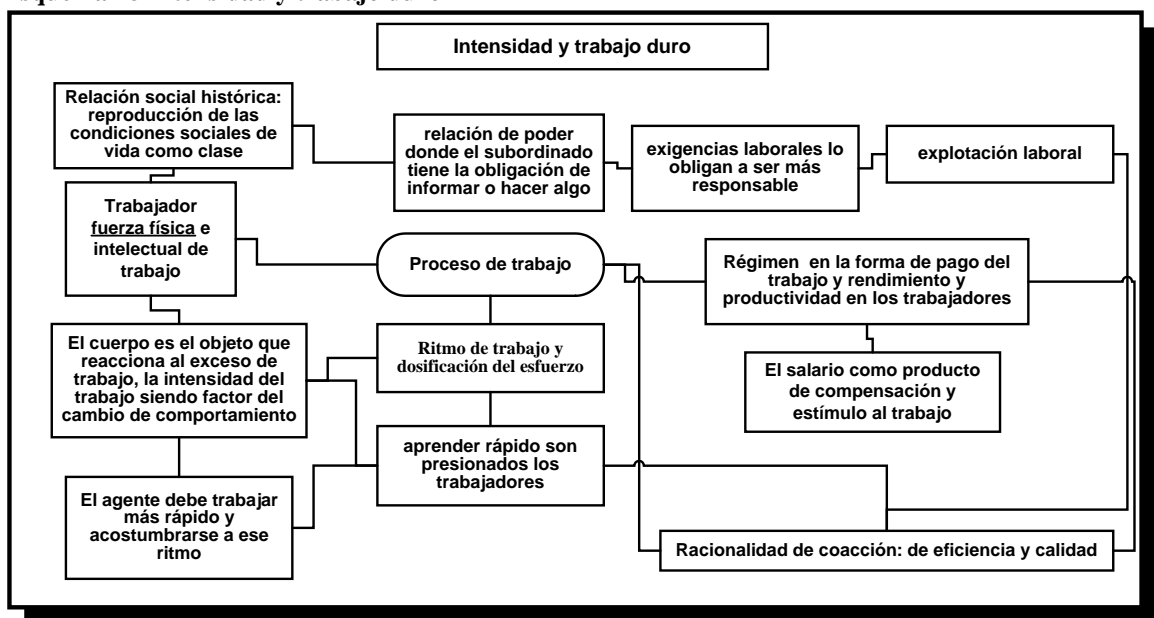 Intensidad y trabajo duro
Relación social histórica:
reproducción de las
condiciones sociales de
vida como clase
relación de poder
donde el subordinado
tiene la obligación de
informar o hacer algo
exigencias laborales lo
obligan a ser más
responsable
explotación laboral
Trabajador
fuerza física e
intelectual de
trabajo
Proceso de trabajo
Régimen en la forma de pago del
trabajo y rendimiento y
productividad en los trabajadores
El cuerpo es el objeto que
reacciona al exceso de
trabajo, la intensidad del
trabajo siendo factor del
cambio de comportamiento
Ritmo de trabajo y
dosificación del esfuerzo
El salario como producto
de compensación y
estímulo al trabajo
aprender rápido son
presionados los
trabajadores
El agente debe trabajar
más rápido y
acostumbrarse a ese
ritmo
Racionalidad de coacción: de eficiencia y calidad